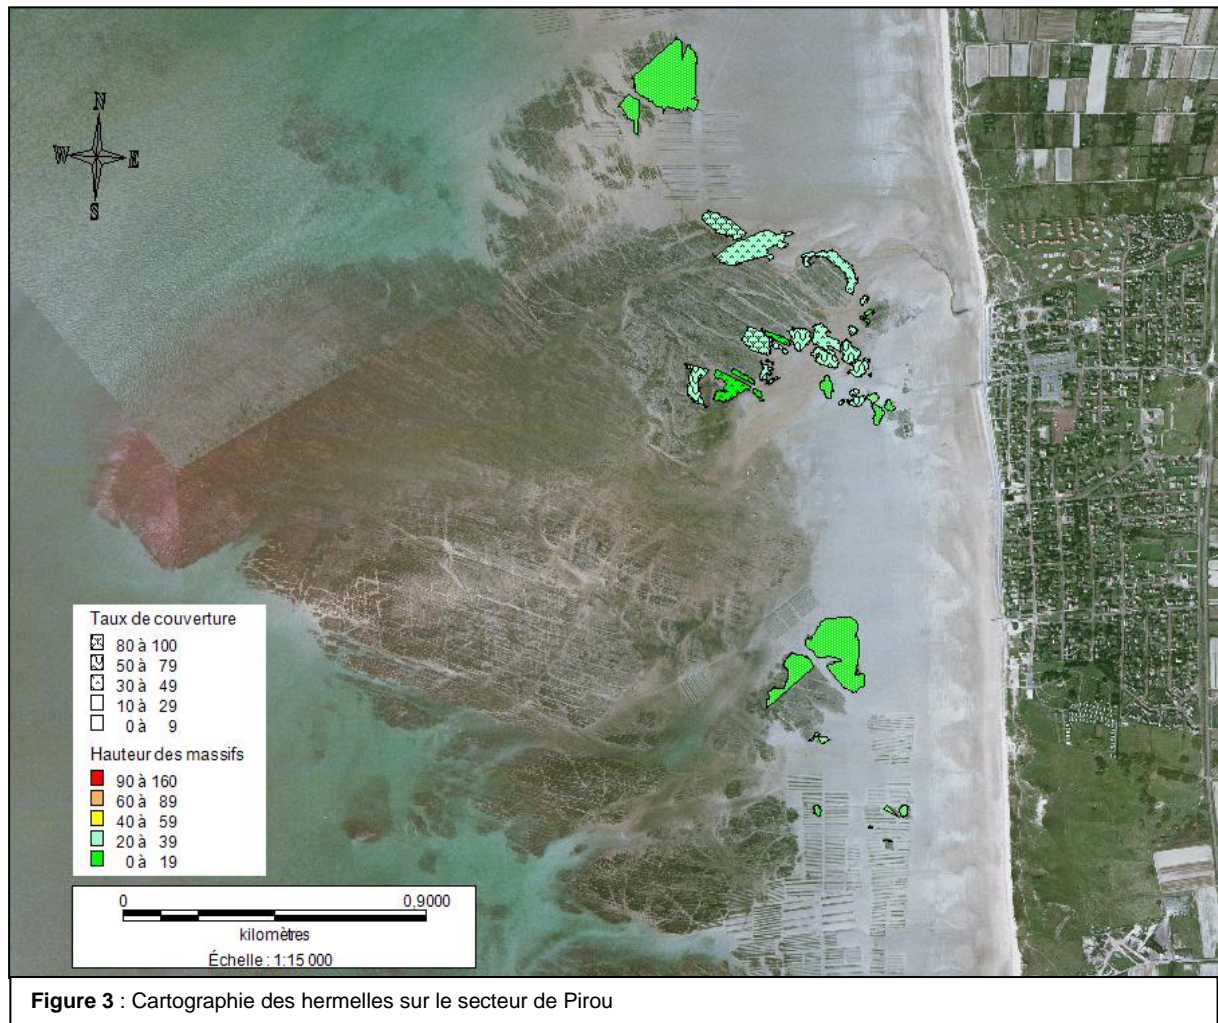 N
W E
S
Taux de couverture
80 à 100
50 à 79
30 à 49
10 à 29
0 à 9
Hauteur des massifs
90 à 160
60 à 89
40 à 59
20 à 39
0 à 19
0 0,9000
kilomètres
Échelle : 1:15 000
Figure 3 : Cartographie des hermelles sur le secteur de Pirou